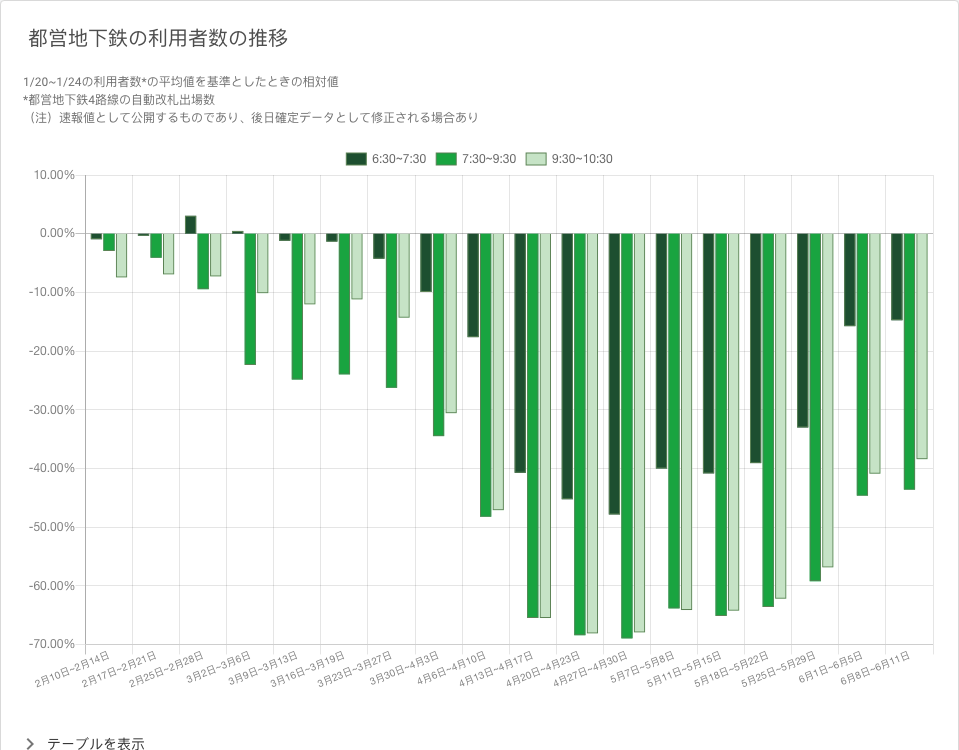 都営地下鉄の利用者数の推移
1/20~1/24の利用者数*の平均値を基準としたときの相対値
*都営地下鉄4路線の自動改札出場数
（注）速報値として公開するものであり、後日確定データとして修正される場合あり
6:30~7:30 7:30~9:30 9:30~10:30
10.00%
0.00%
-10.00%
-20.00%
-30.00%
-40.00%
-50.00%
-60.00%
-70.00%
2月10日~2月14日
2月17日~2月21日
2月25日~2月28日
3月2日~3月6日
3月9日~3月13日
3月16日~3月19日
3月23日~3月27日
3月30日~4月3日
4月6日~4月10日
4月13日~4月17日
4月20日~4月23日
4月27日~4月30日
5月7日~5月8日
5月11日~5月15日
5月18日~5月22日
5月25日~5月29日
6月1日~6月5日
6月8日~6月11日
テーブルを表示